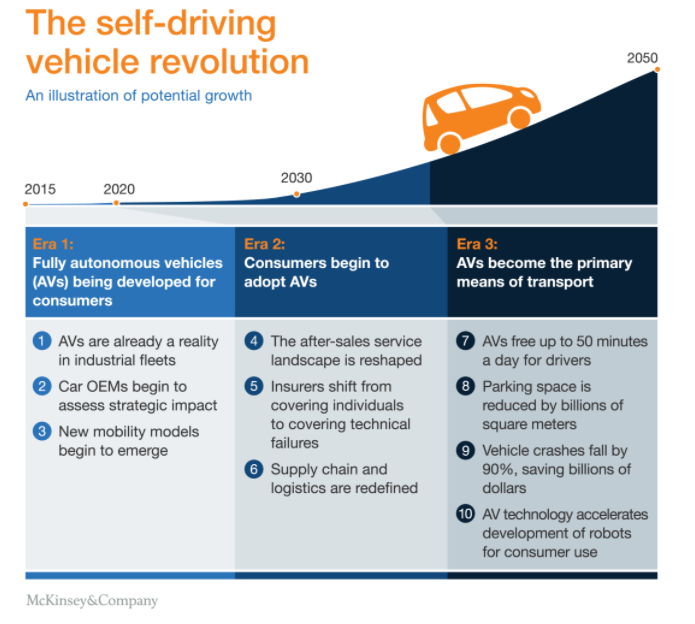 The self-driving
vehicle revolution
An illustration of potential growth
2015
2020
2030
2050
Era 1:
Fully autonomous vehicles
(AVs) being developed for
consumers
1 AVs are already a reality
in industrial fleets
2 Car OEMs begin to
assess strategic impact
3 New mobility models
begin to emerge
Era 2:
Consumers begin to
adopt AVs
4 The after-sales service
landscape is reshaped
5 Insurers shift from
covering individuals
to covering technical
failures
6 Supply chain and
logistics are redefined
Era 3:
AVs become the primary
means of transport
7 AVs free up to 50 minutes
a day for drivers
8 Parking space is
reduced by billions of
square meters
9 Vehicle crashes fall by
90%, saving billions of
dollars
10 AV technology accelerates
development of robots
for consumer use
McKinsey&Company